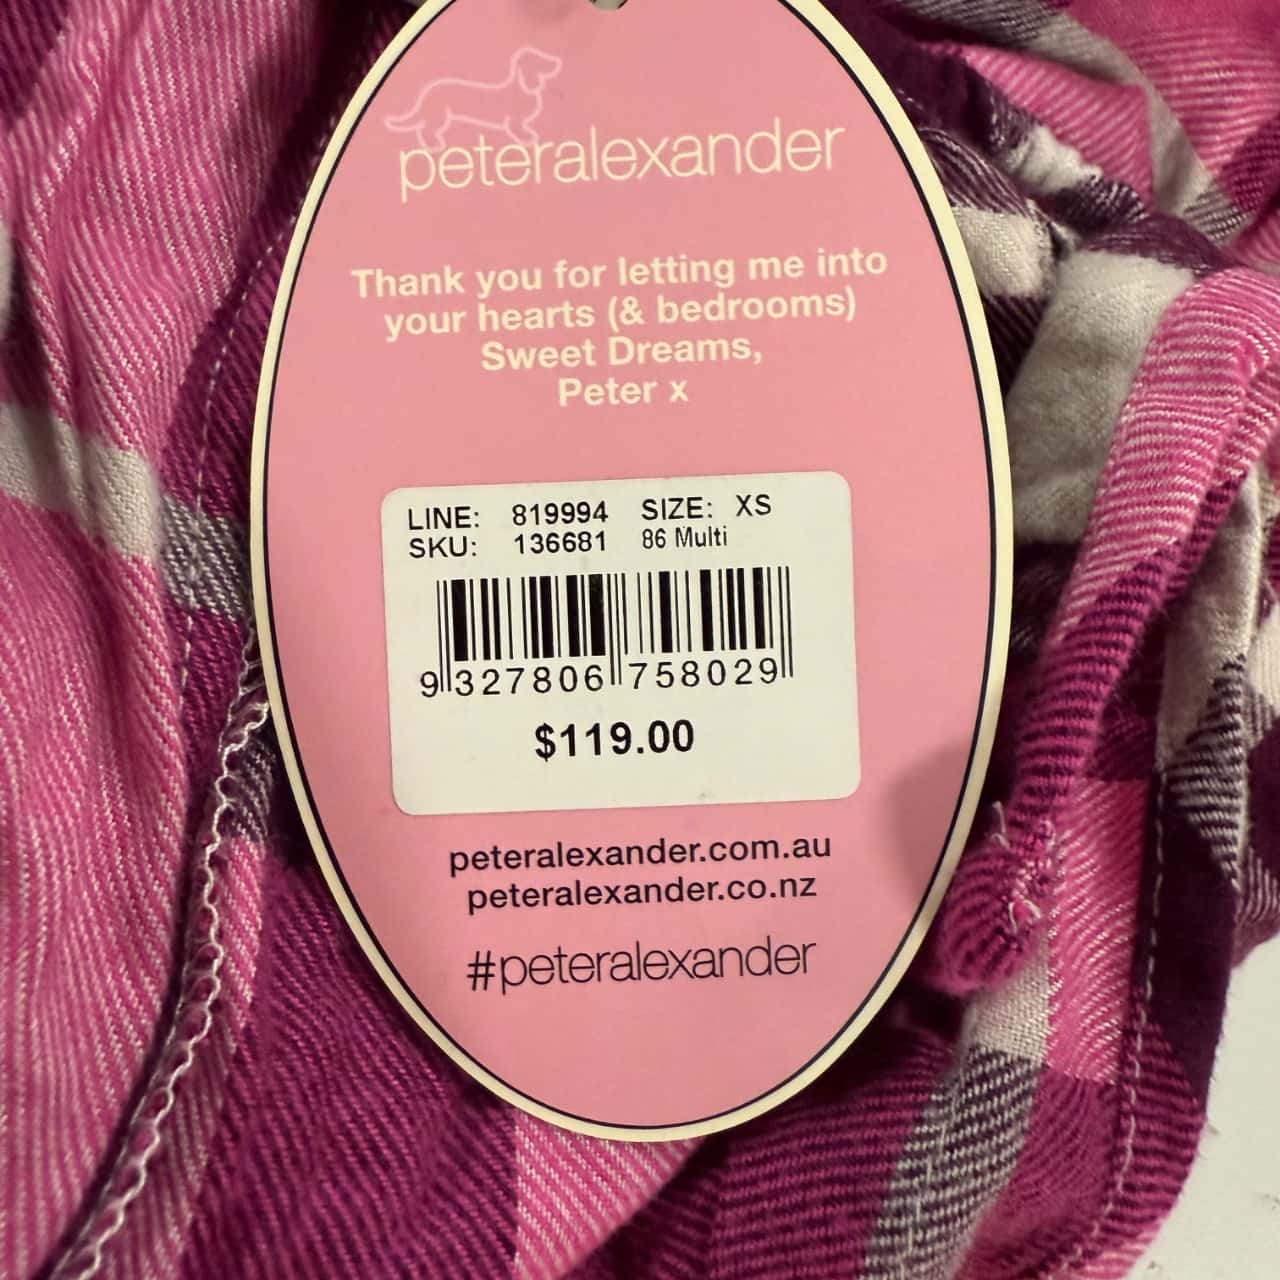 peteralexander
Thank you for letting me into
your hearts (& bedrooms)
Sweet Dreams,
Peter x
LINE: 819994 SIZE: XS
SKU: 136681 86 Multi
9 327806 758029
$119.00
peteralexander.com.au
peteralexander.co.nz
#peteralexander